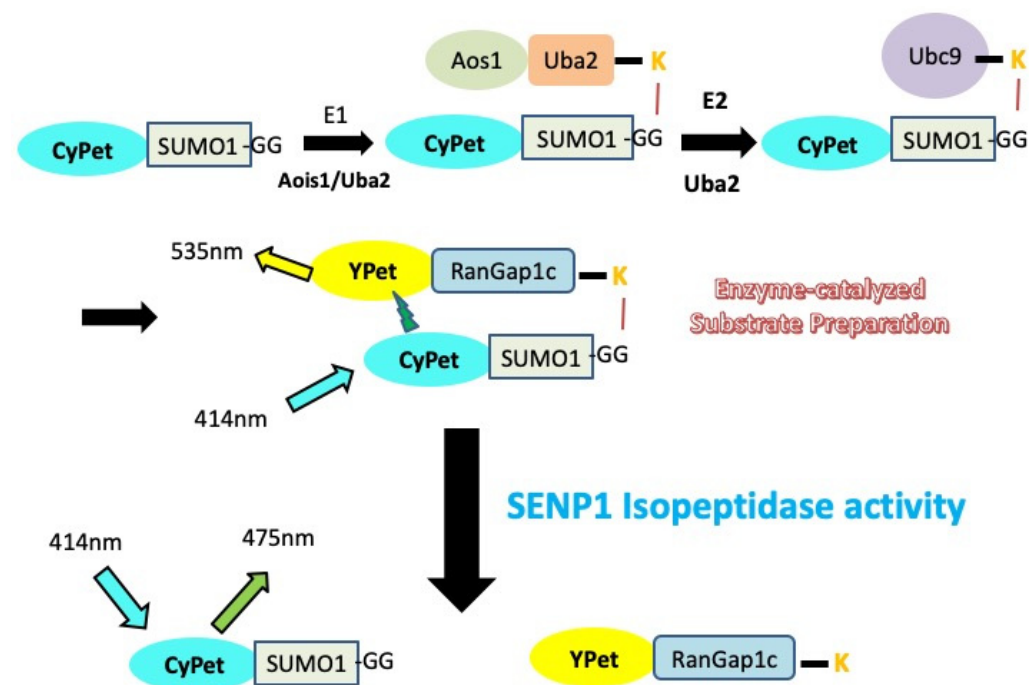 Aos1 Uba2 K
Ubc9 K
E1
E2
CyPet SUMO1 -GG
CyPet SUMO1 -GG
CyPet SUMO1 -GG
Aois1/Uba2
Uba2
535nm
YPet RanGap1c K
Enzyme-catalyzed
Substrate Preparation
CyPet SUMO1 -GG
414nm
SENP1 Isopeptidase activity
414nm
475nm
CyPet SUMO1 -GG
YPet RanGap1c K